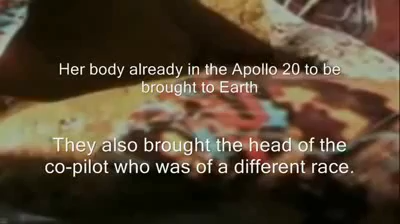 Her body already in the Apollo 20 to be
brought to Earth
They also brought the head of the
co-pilot who was of a different race.